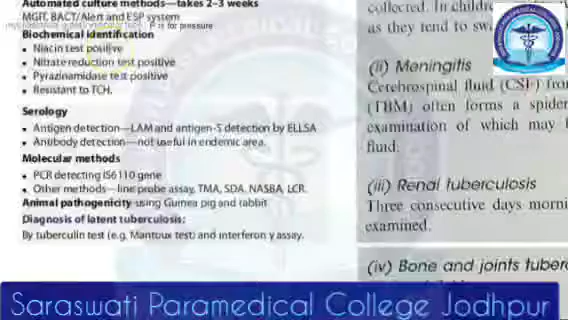 Automated culture methods—takes 2–3 weeks
MGIT, BACT/Alert and ESP system
P is for pressure
Biochemical identification
• Niacin test positive
• Nitrate reduction test positive
• Pyrazinamidase test positive
• Resistant to TCH.
Serology
• Antigen detection—LAM and antigen-5 detection by ELISA
• Antibody detection—not useful in endemic area.
Molecular methods
• PCR detecting IS6110 gene
• Other methods—line probe assay, TMA, SDA, NASBA, LCR.
Animal pathogenicity using Guinea pig and rabbit
Diagnosis of latent tuberculosis:
By tuberculin test (e.g. Mantoux test) and interferon γ assay.
collected. In children
as they tend to sw
(ii) Meningitis
Cerebrospinal fluid (CSF) fro
(TBM) often forms a spider
examination of which may
fluid.
(iii) Renal tuberculosis
Three consecutive days morni
examined.
(iv) Bone and joints tuberc
Saraswati Paramedical College Jodhpur